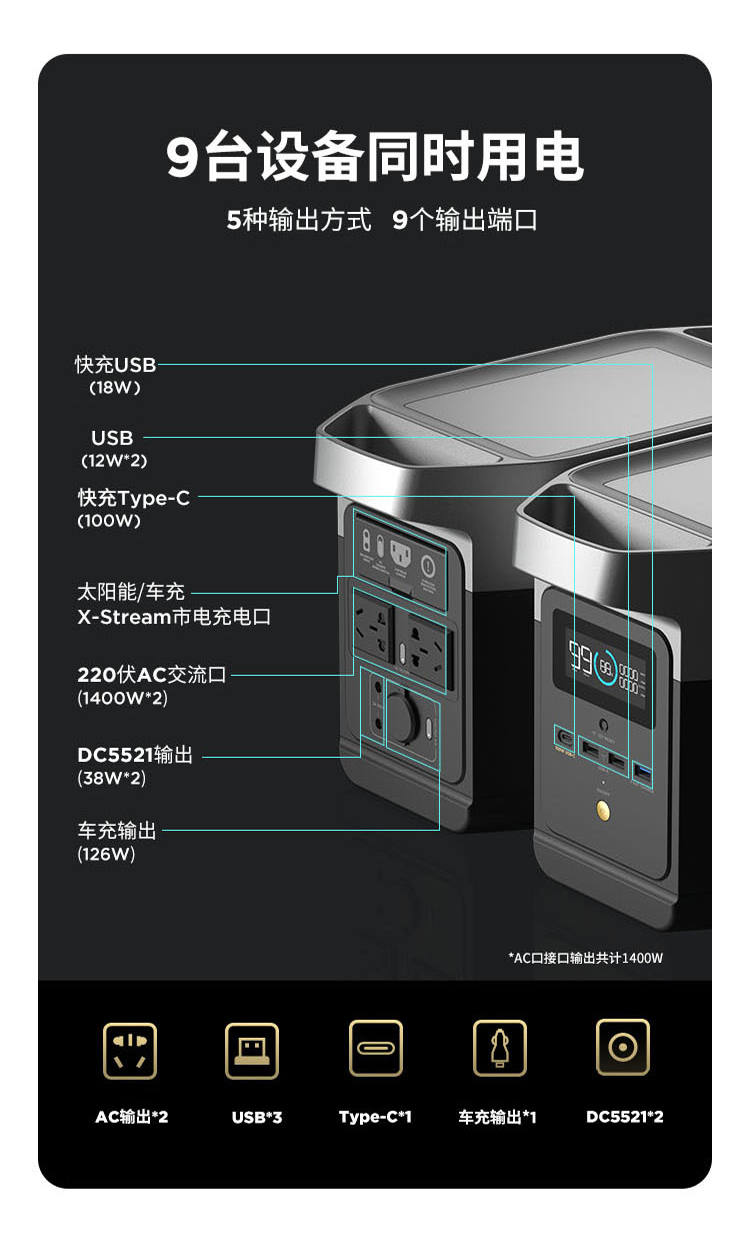 9台设备同时用电
5种输出方式 9个输出端口
快充USB
(18W)
USB
(12W*2)
快充Type-C
(100W)
太阳能/车充
X-Stream市电充电口
220伏AC交流口
(1400W*2)
DC5521输出
(38W*2)
车充输出
(126W)
99
*AC口接口输出共计1400W
AC输出*2
USB*3
Type-C*1
车充输出*1
DC5521*2